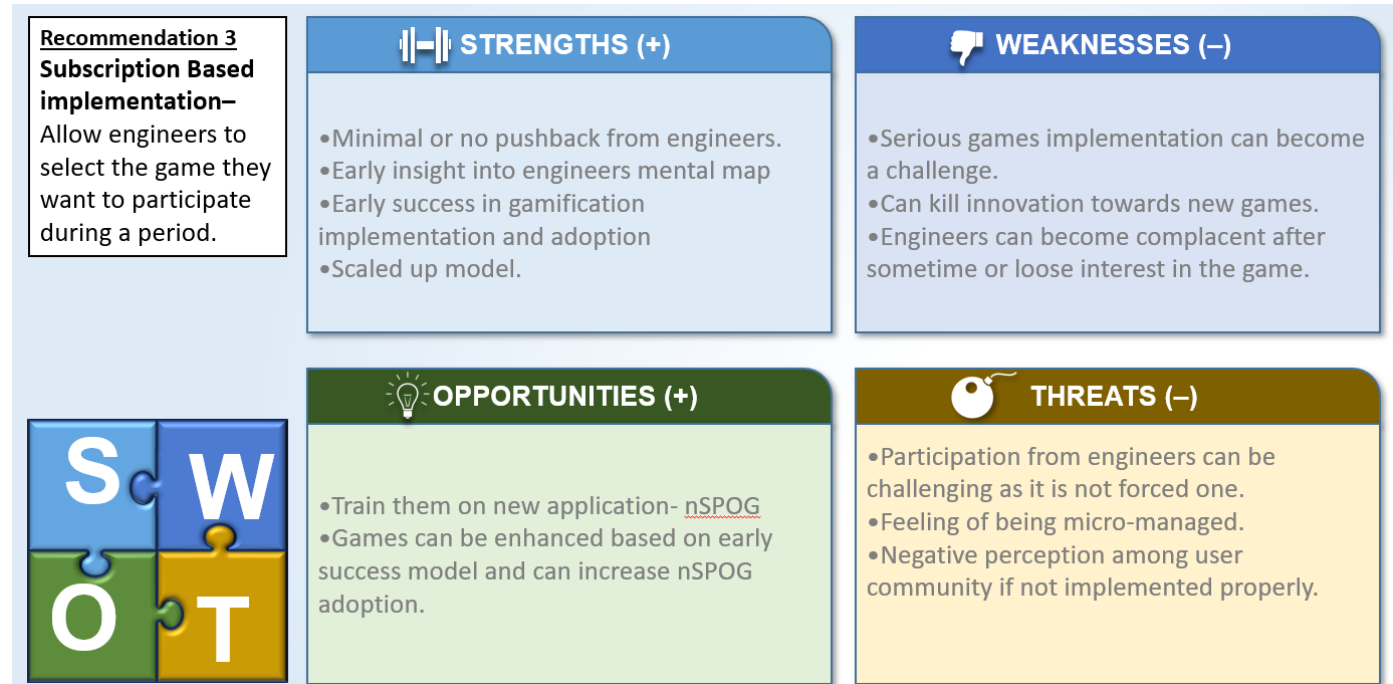 Recommendation 3
Subscription Based
implementation–
Allow engineers to
select the game they
want to participate
during a period.
STRENGTHS (+)
•Minimal or no pushback from engineers.
•Early insight into engineers mental map
•Early success in gamification
implementation and adoption
•Scaled up model.
WEAKNESSES (–)
•Serious games implementation can become
a challenge.
•Can kill innovation towards new games.
•Engineers can become complacent after
sometime or loose interest in the game.
S W
O T
OPPORTUNITIES (+)
•Train them on new application- nSPOG
•Games can be enhanced based on early
success model and can increase nSPOG
adoption.
THREATS (–)
•Participation from engineers can be
challenging as it is not forced one.
•Feeling of being micro-managed.
•Negative perception among user
community if not implemented properly.